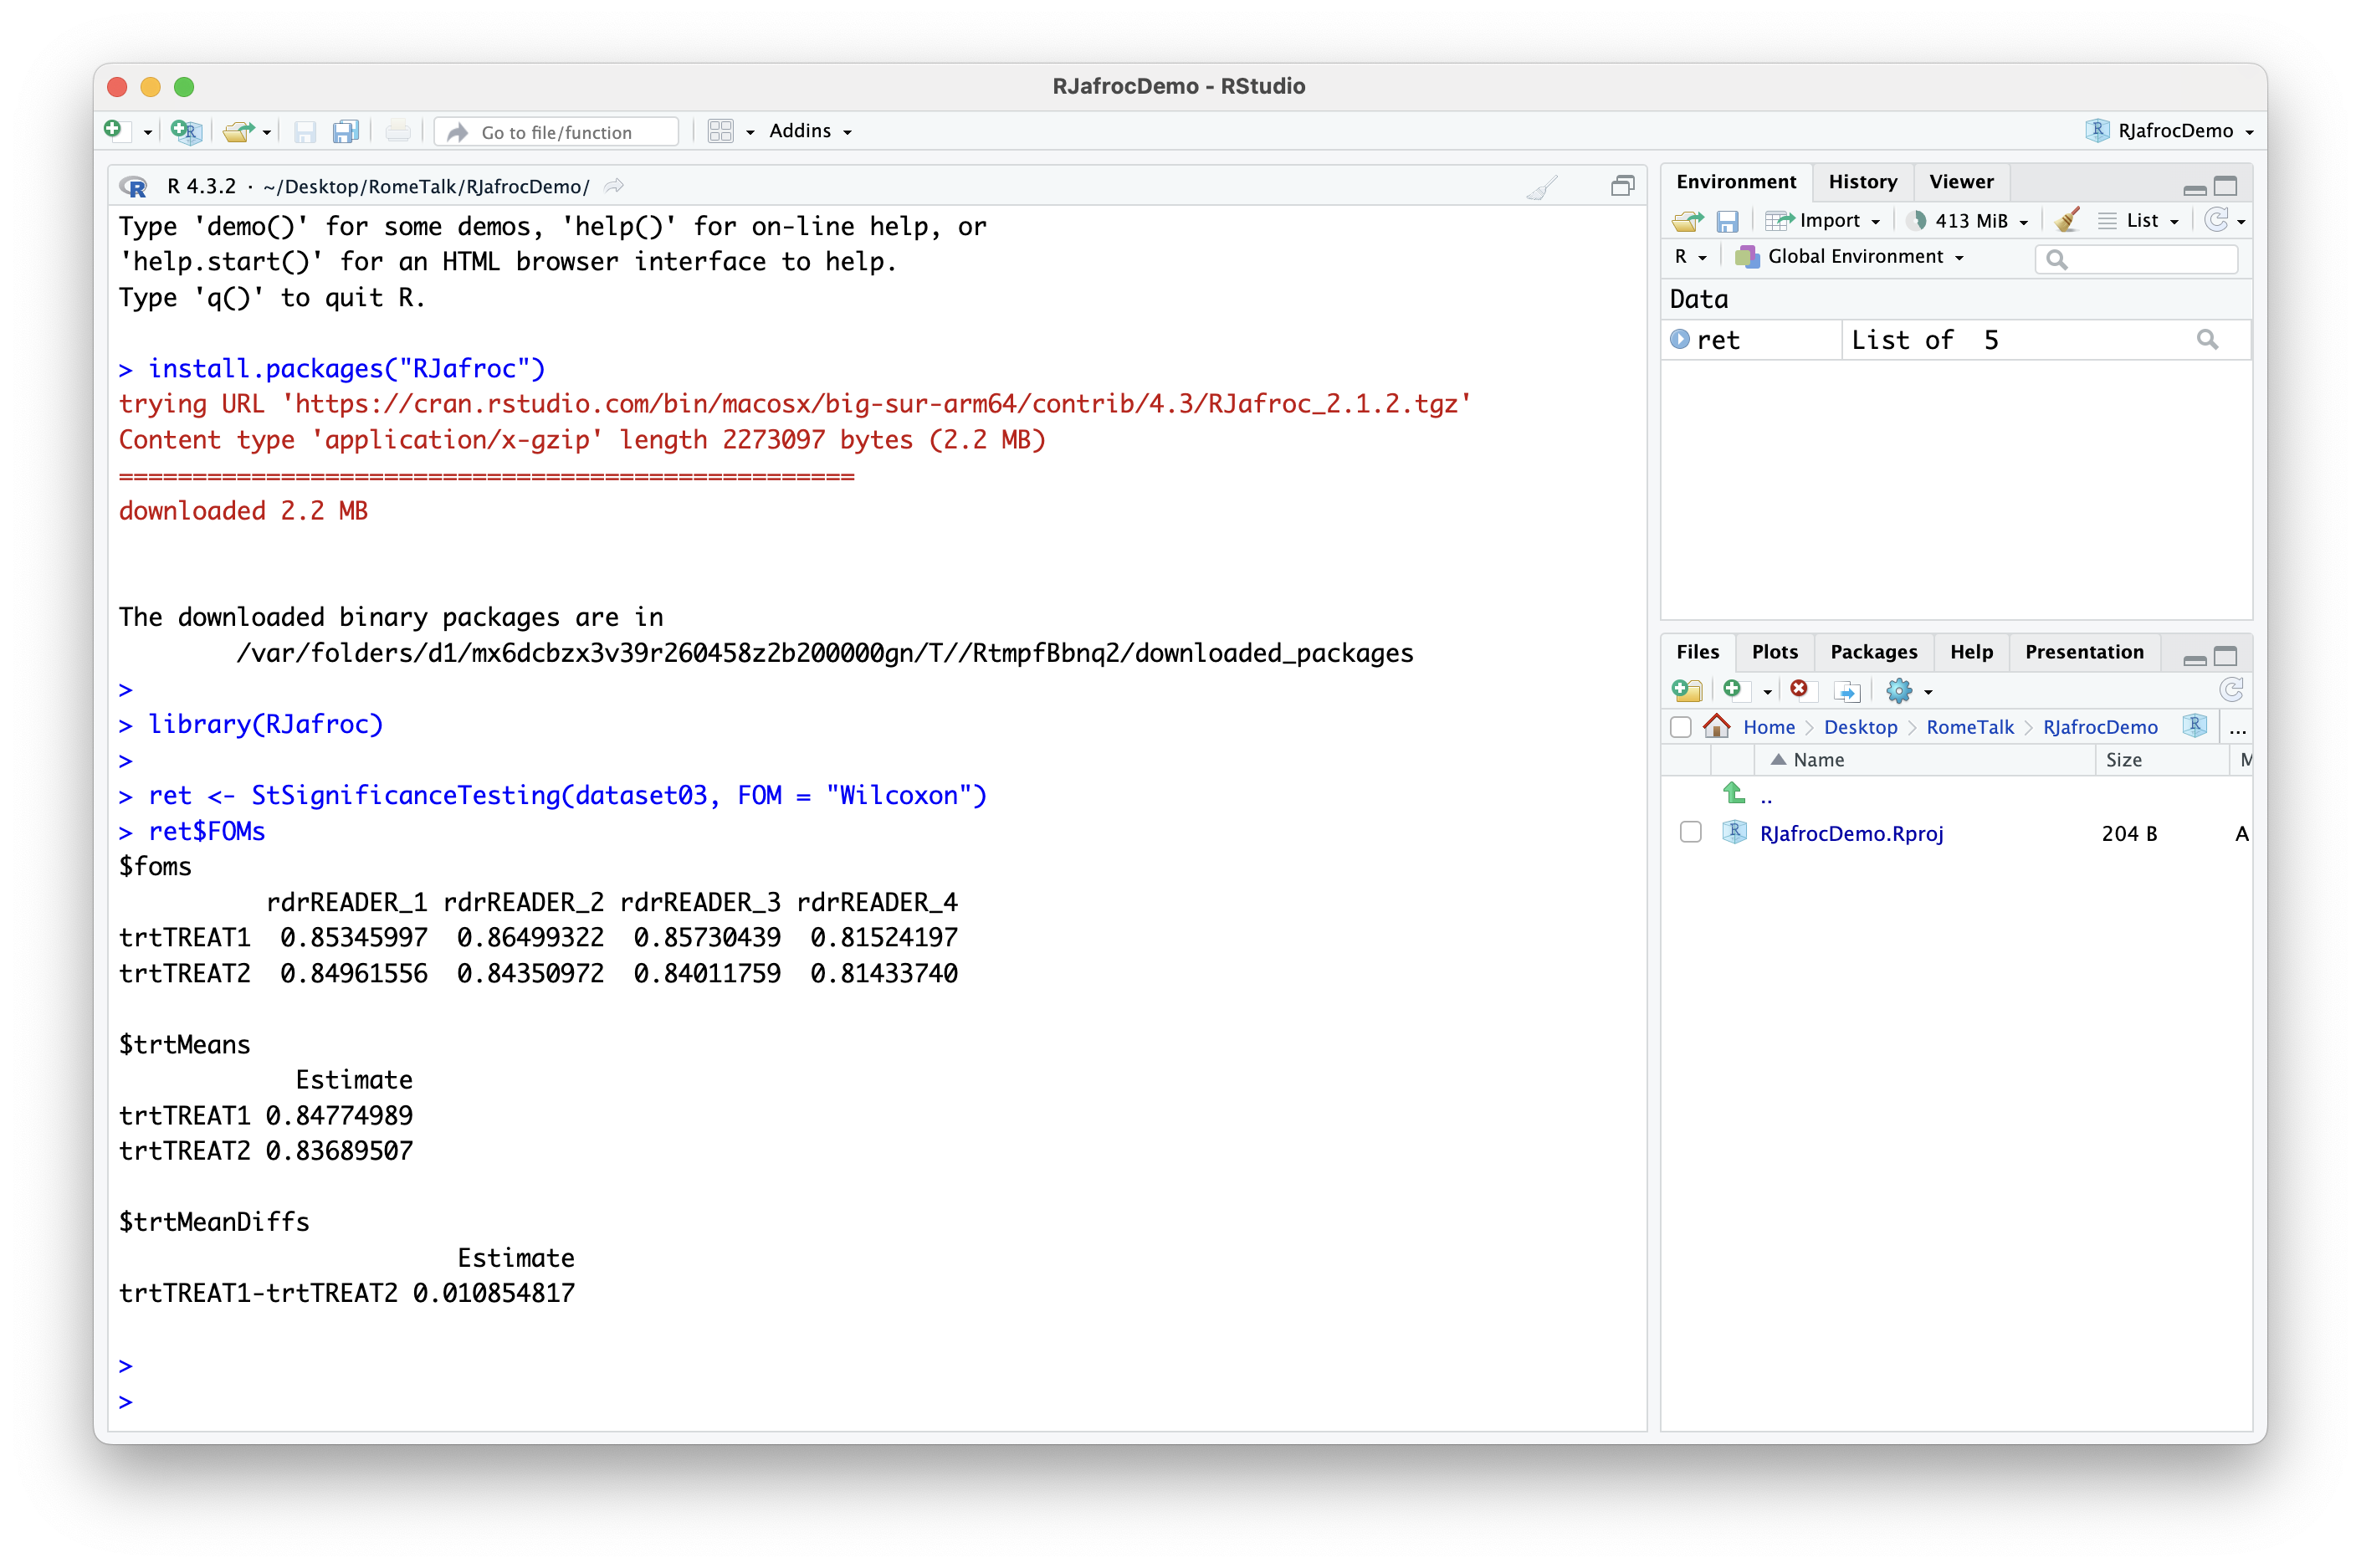 RJafrocDemo - RStudio
Go to file/function
Addins
RJafrocDemo
R 4.3.2 · ~/Desktop/RomeTalk/RJafrocDemo/
Type 'demo()' for some demos, 'help()' for on-line help, or
'help.start()' for an HTML browser interface to help.
Type 'q()' to quit R.
> install.packages("RJafroc")
trying URL 'https://cran.rstudio.com/bin/macosx/big-sur-arm64/contrib/4.3/RJafroc_2.1.2.tgz'
Content type 'application/x-gzip' length 2273097 bytes (2.2 MB)
==================================================
downloaded 2.2 MB
The downloaded binary packages are in
/var/folders/d1/mx6dcbzx3v39r260458z2b200000gn/T//RtmpfBbnq2/downloaded_packages
>
> library(RJafroc)
>
> ret <- StSignificanceTesting(dataset03, FOM = "Wilcoxon")
> ret$FOMs
$foms
rdrREADER_1 rdrREADER_2 rdrREADER_3 rdrREADER_4
trtTREAT1 0.85345997 0.86499322 0.85730439 0.81524197
trtTREAT2 0.84961556 0.84350972 0.84011759 0.81433740
$trtMeans
Estimate
trtTREAT1 0.84774989
trtTREAT2 0.83689507
$trtMeanDiffs
Estimate
trtTREAT1-trtTREAT2 0.010854817
>
>
Environment History Viewer
Import 413 MiB List
R Global Environment
Data
ret List of 5
Files Plots Packages Help Presentation
Home Desktop RomeTalk RJafrocDemo R ...
Name Size M
..
RJafrocDemo.Rproj 204 B A